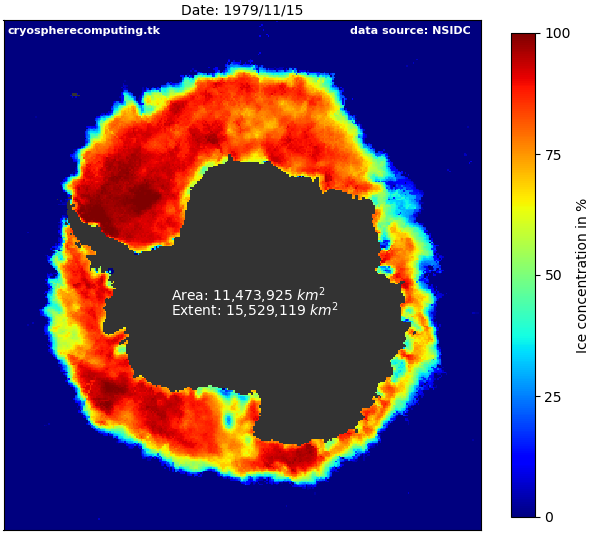 Date: 1979/11/15
cryospherecomputing.tk
data source: NSIDC
Area: 11,473,925 km²
Extent: 15,529,119 km²
100
75
50
25
0
Ice concentration in %